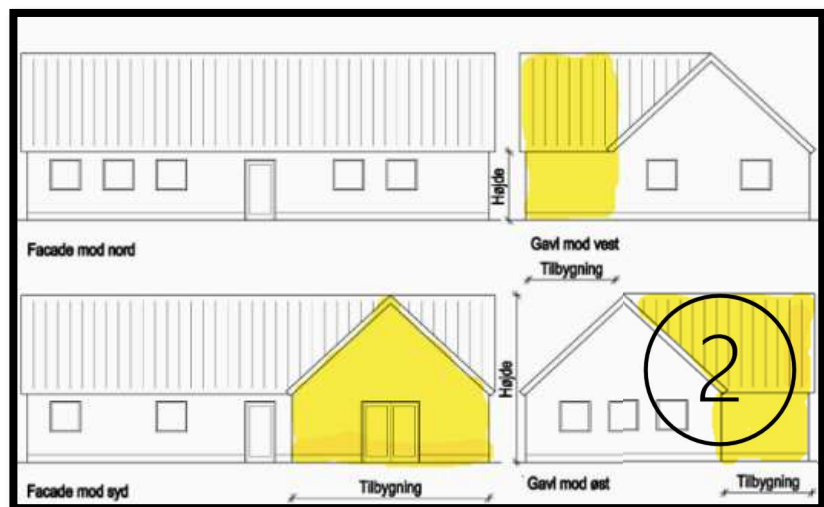 Højde
Facade mod nord
Gavl mod vest
Tilbygning
Højde
2
Facade mod syd
Tilbygning
Gavl mod øst
Tilbygning